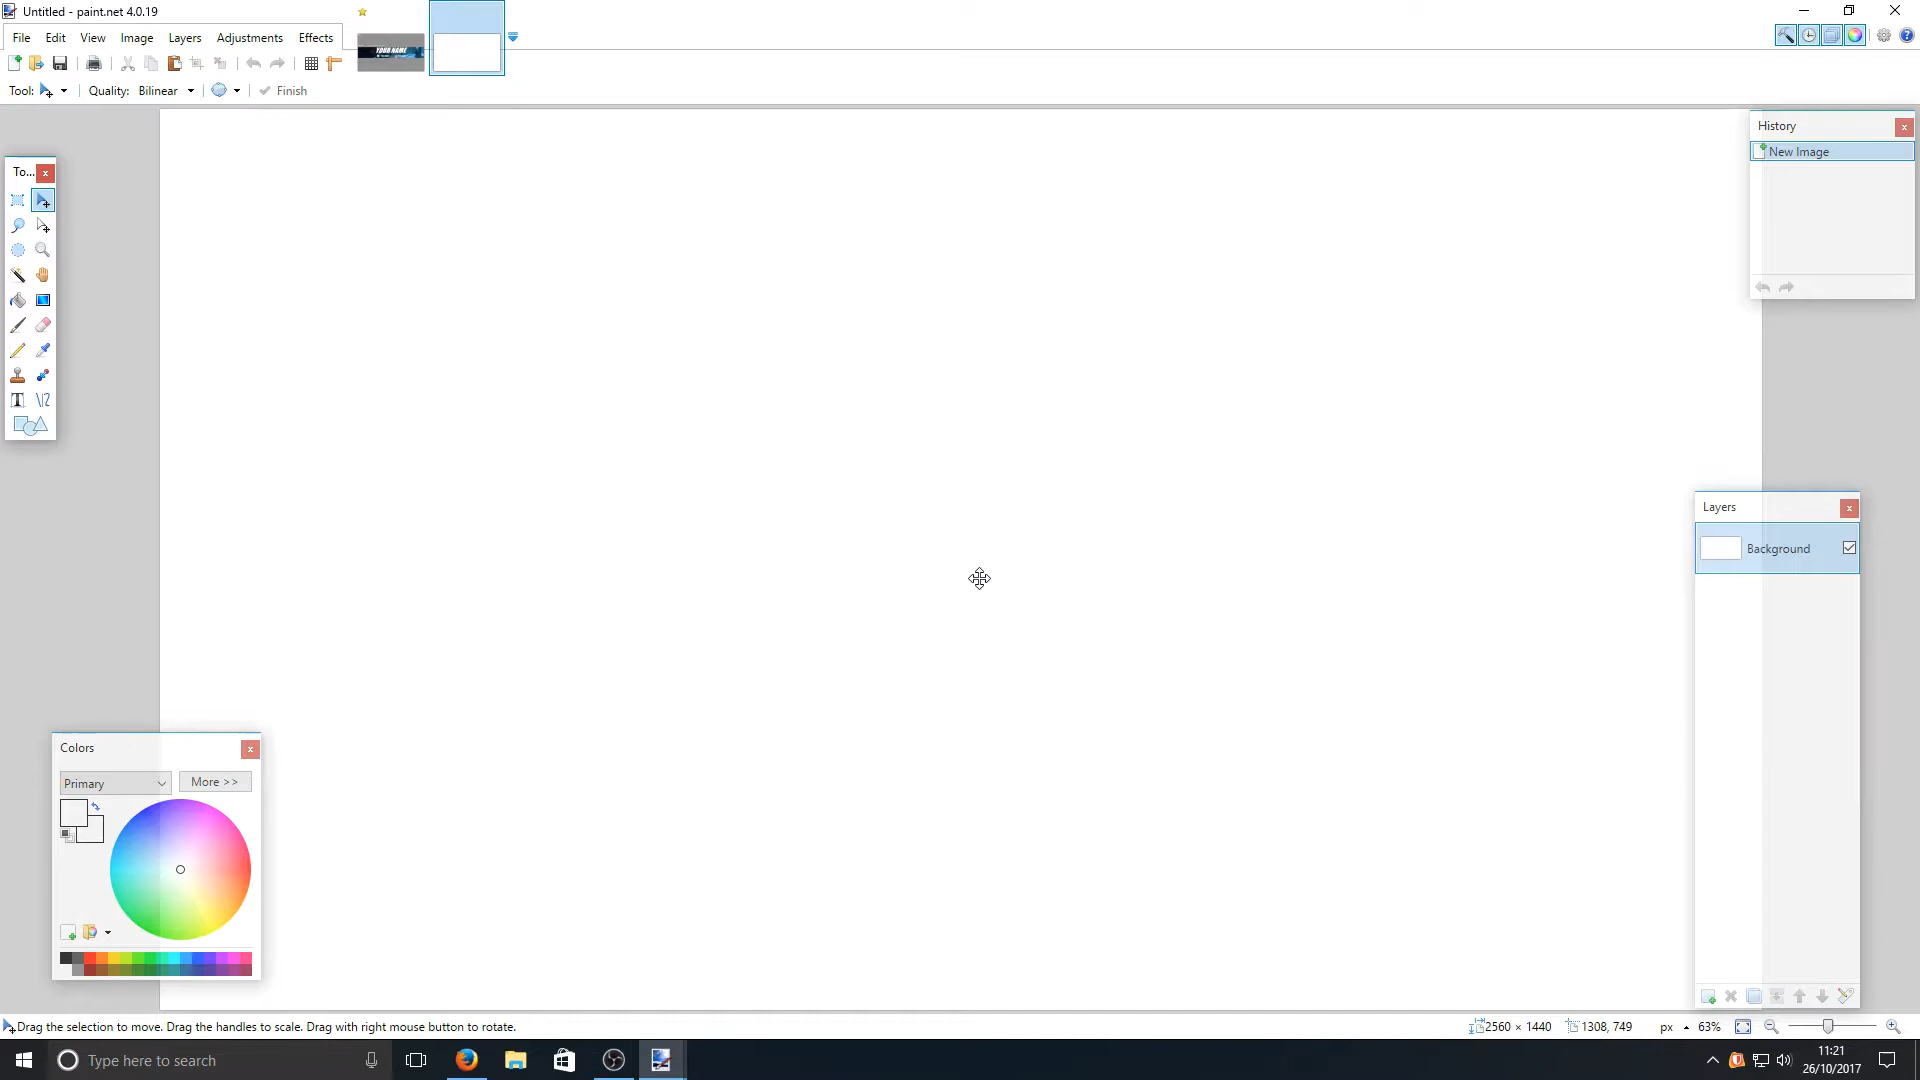 Untitled - paint.net 4.0.19
File Edit View Image Layers Adjustments Effects
YOUR NAME
Tool: Quality: Bilinear Finish
To...
History
New Image
Layers
Background
Colors
Primary
More >>
Drag the selection to move. Drag the handles to scale. Drag with right mouse button to rotate.
2560 × 1440
1308, 749
px
63%
Type here to search
11:21
26/10/2017